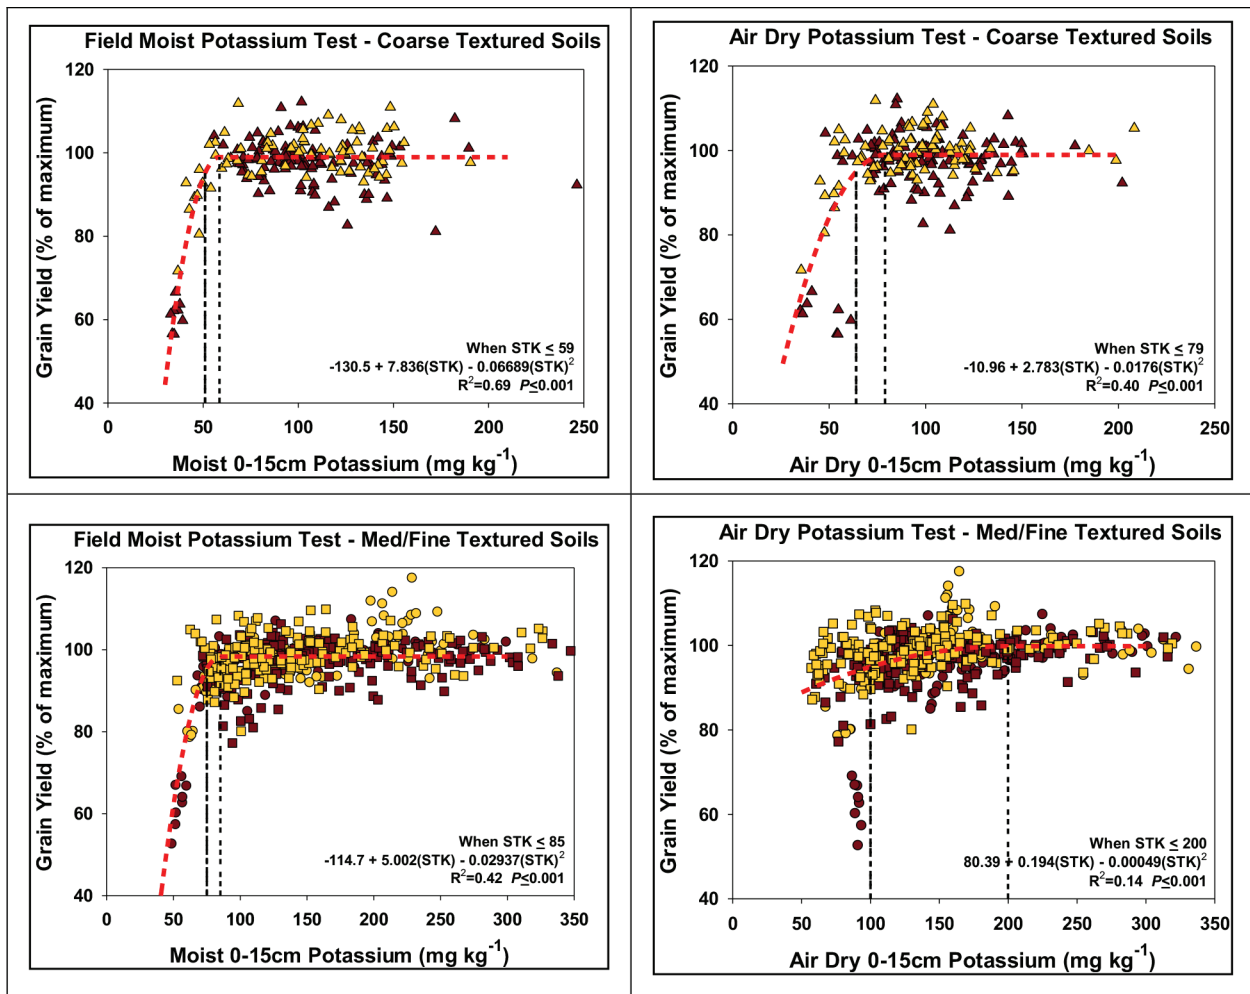 Field Moist Potassium Test - Coarse Textured Soils
120
100
80
60
40
0
50
100
150
200
250
Grain Yield (% of maximum)
Moist 0-15cm Potassium (mg kg⁻¹)
When STK ≤ 59
-130.5 + 7.836(STK) - 0.06689(STK)²
R²=0.69 P≤0.001
Air Dry Potassium Test - Coarse Textured Soils
120
100
80
60
40
0
50
100
150
200
250
Grain Yield (% of maximum)
Air Dry 0-15cm Potassium (mg kg⁻¹)
When STK ≤ 79
-10.96 + 2.783(STK) - 0.0176(STK)²
R²=0.40 P≤0.001
Field Moist Potassium Test - Med/Fine Textured Soils
120
100
80
60
40
0
50
100
150
200
250
300
350
Grain Yield (% of maximum)
Moist 0-15cm Potassium (mg kg⁻¹)
When STK ≤ 85
-114.7 + 5.002(STK) - 0.02937(STK)²
R²=0.42 P≤0.001
Air Dry Potassium Test - Med/Fine Textured Soils
120
100
80
60
40
0
50
100
150
200
250
300
350
Grain Yield (% of maximum)
Air Dry 0-15cm Potassium (mg kg⁻¹)
When STK ≤ 200
80.39 + 0.194(STK) - 0.00049(STK)²
R²=0.14 P≤0.001